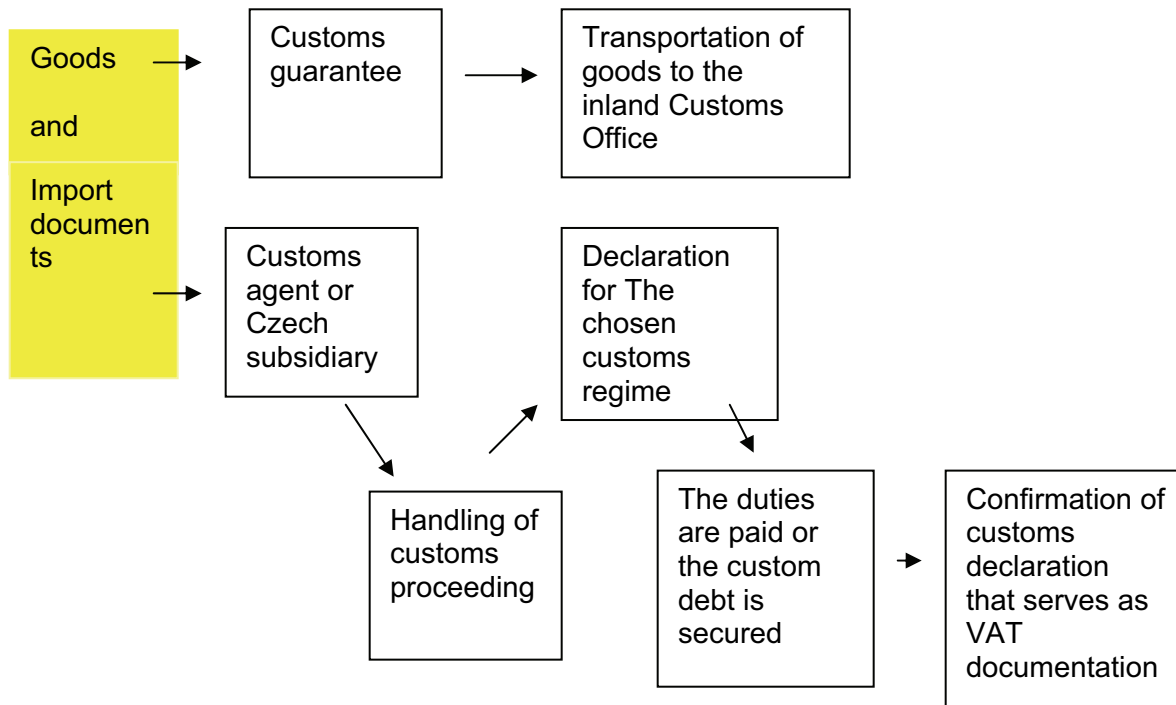 Goods
and
Import
documen
ts
Customs
guarantee
Transportation of
goods to the
inland Customs
Office
Customs
agent or
Czech
subsidiary
Declaration
for The
chosen
customs
regime
Handling of
customs
proceeding
The duties
are paid or
the custom
debt is
secured
Confirmation of
customs
declaration
that serves as
VAT
documentation